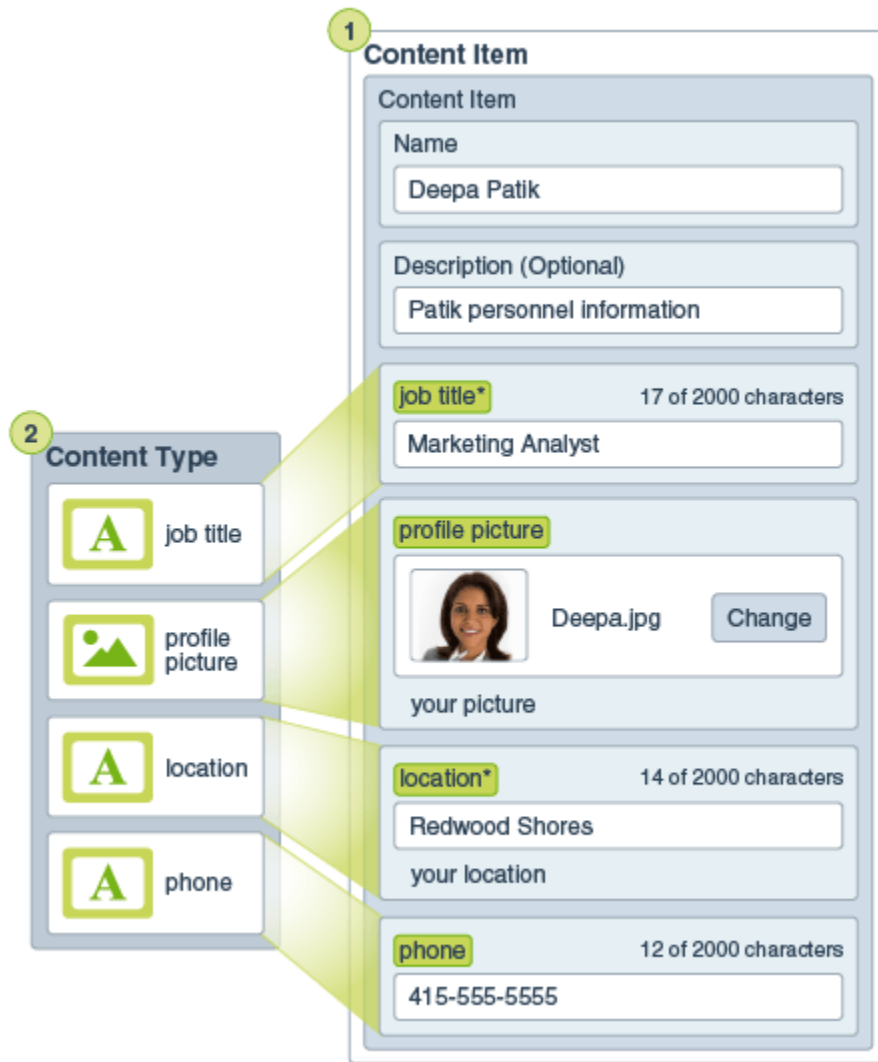 1
Content Item
Content Item
Name
Deepa Patik
Description (Optional)
Patik personnel information
job title* 17 of 2000 characters
Marketing Analyst
profile picture
Deepa.jpg Change
your picture
location* 14 of 2000 characters
Redwood Shores
your location
phone 12 of 2000 characters
415-555-5555
2
Content Type
A job title
profile
picture
A location
A phone